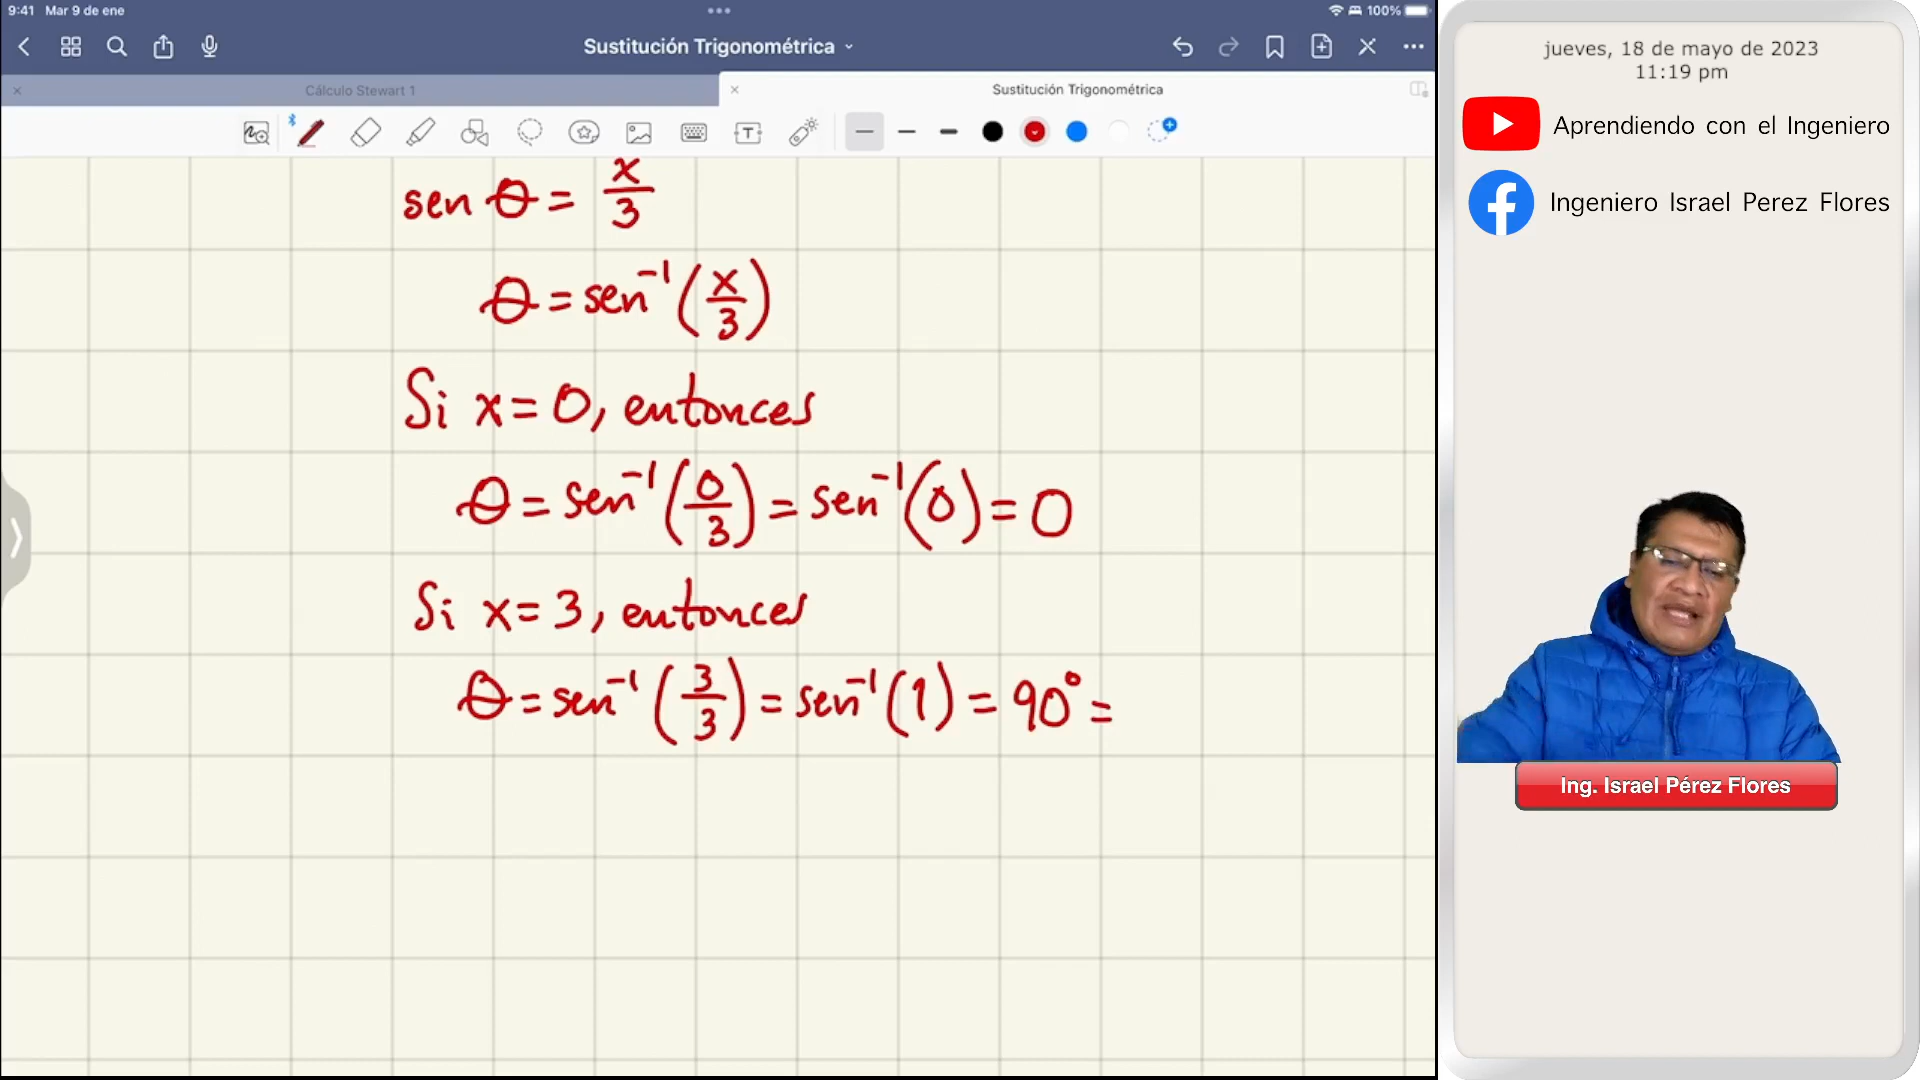 9:41 Mar 9 de ene
100%
Sustitución Trigonométrica
Cálculo Stewart 1
Sustitución Trigonométrica
sen θ = x/3
θ = sen⁻¹(x/3)
Si x = 0, entonces
θ = sen⁻¹(0/3) = sen⁻¹(0) = 0
Si x = 3, entonces
θ = sen⁻¹(3/3) = sen⁻¹(1) = 90° =
jueves, 18 de mayo de 2023
11:19 pm
Aprendiendo con el Ingeniero
Ingeniero Israel Perez Flores
Ing. Israel Pérez Flores